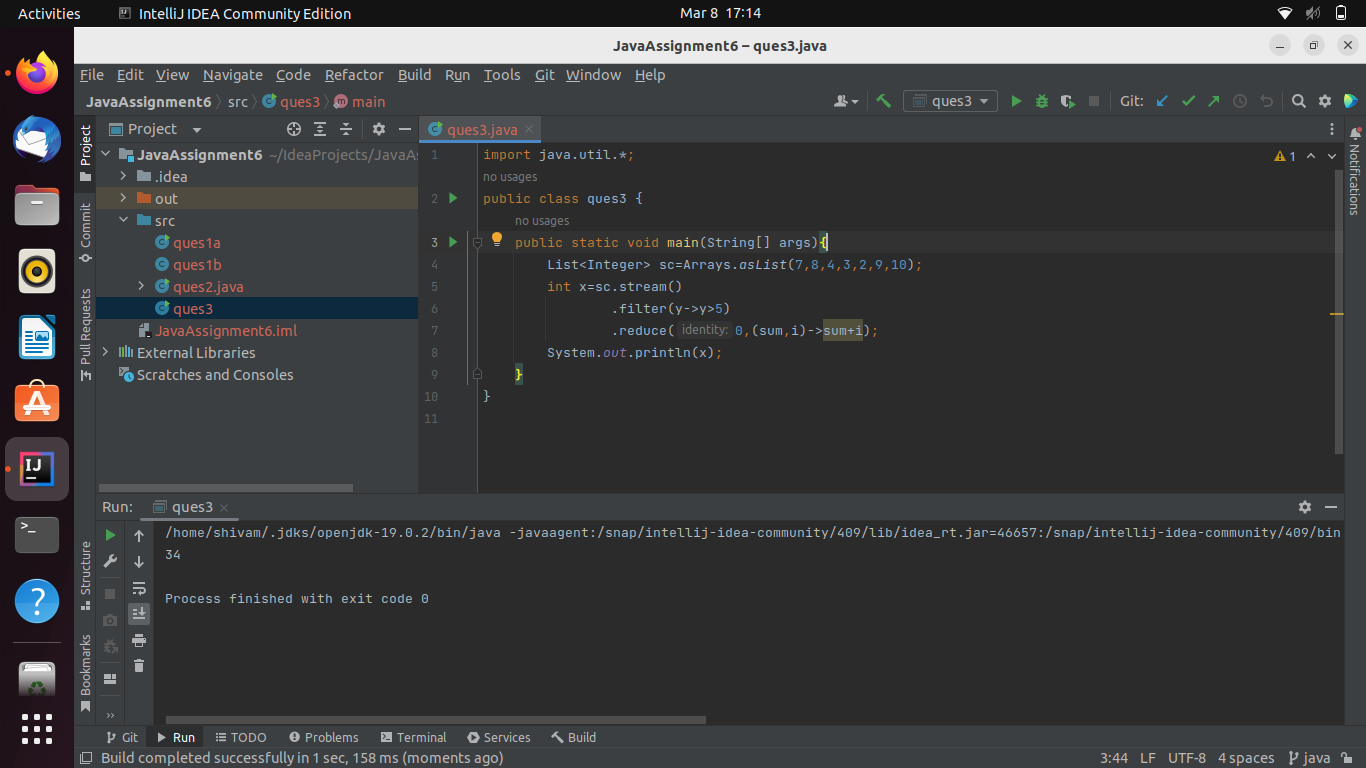 Activities IntelliJ IDEA Community Edition Mar 8 17:14
JavaAssignment6 – ques3.java
File Edit View Navigate Code Refactor Build Run Tools Git Window Help
JavaAssignment6 src ques3 main ques3 Git:
Project
Commit
Pull Requests
Structure
Bookmarks
Notifications
Project
JavaAssignment6 ~/IdeaProjects/JavaAs
.idea
out
src
ques1a
ques1b
ques2.java
ques3
JavaAssignment6.iml
External Libraries
Scratches and Consoles
ques3.java
1
1 import java.util.*;
no usages
2 public class ques3 {
no usages
3 public static void main(String[] args){
4 List<Integer> sc=Arrays.asList(7,8,4,3,2,9,10);
5 int x=sc.stream()
6 .filter(y->y>5)
7 .reduce( identity: 0,(sum,i)->sum+i);
8 System.out.println(x);
9 }
10 }
11
Run: ques3
/home/shivam/.jdks/openjdk-19.0.2/bin/java -javaagent:/snap/intellij-idea-community/409/lib/idea_rt.jar=46657:/snap/intellij-idea-community/409/bin
34
Process finished with exit code 0
Git Run TODO Problems Terminal Services Build
Build completed successfully in 1 sec, 158 ms (moments ago) 3:44 LF UTF-8 4 spaces java